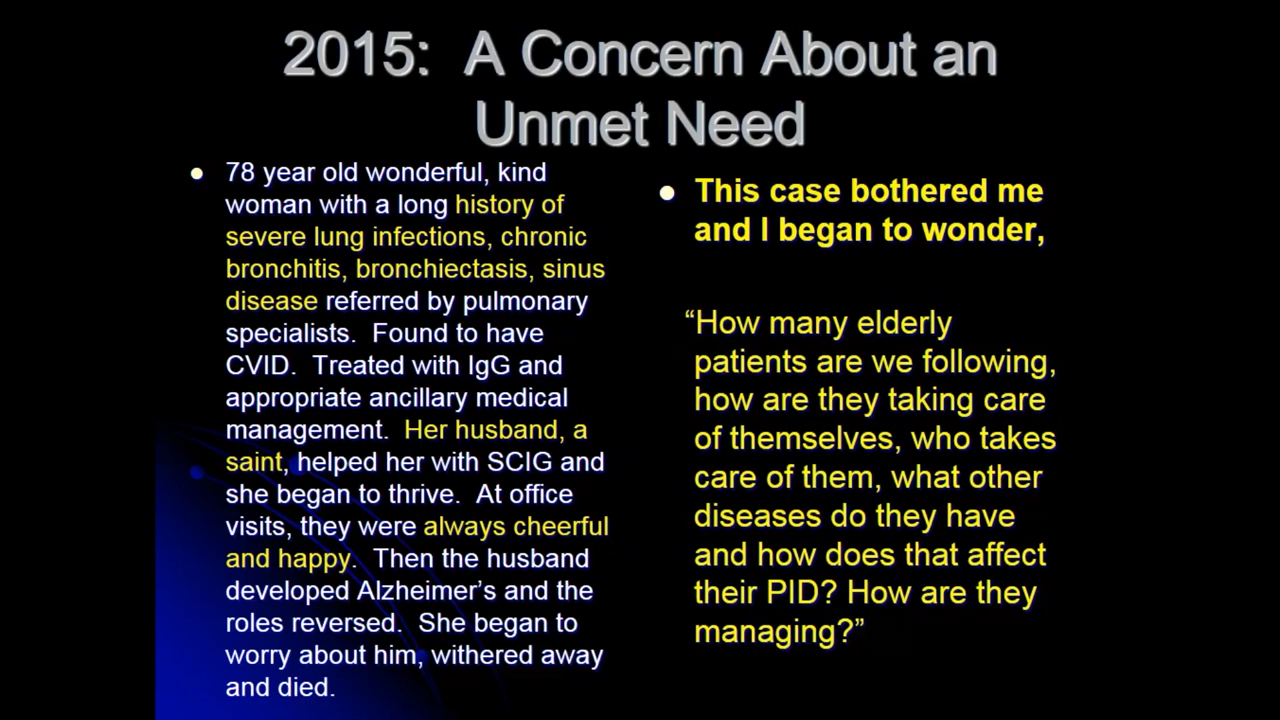 2015:  A Concern About an
Unmet Need
78 year old wonderful, kind
woman with a long history of
severe lung infections, chronic
bronchitis, bronchiectasis, sinus
disease referred by pulmonary
specialists.  Found to have
CVID.  Treated with IgG and
appropriate ancillary medical
management.  Her husband, a
saint, helped her with SCIG and
she began to thrive.  At office
visits, they were always cheerful
and happy.  Then the husband
developed Alzheimer’s and the
roles reversed.  She began to
worry about him, withered away
and died.
This case bothered me
and I began to wonder,
“How many elderly
patients are we following,
how are they taking care
of themselves, who takes
care of them, what other
diseases do they have
and how does that affect
their PID? How are they
managing?”